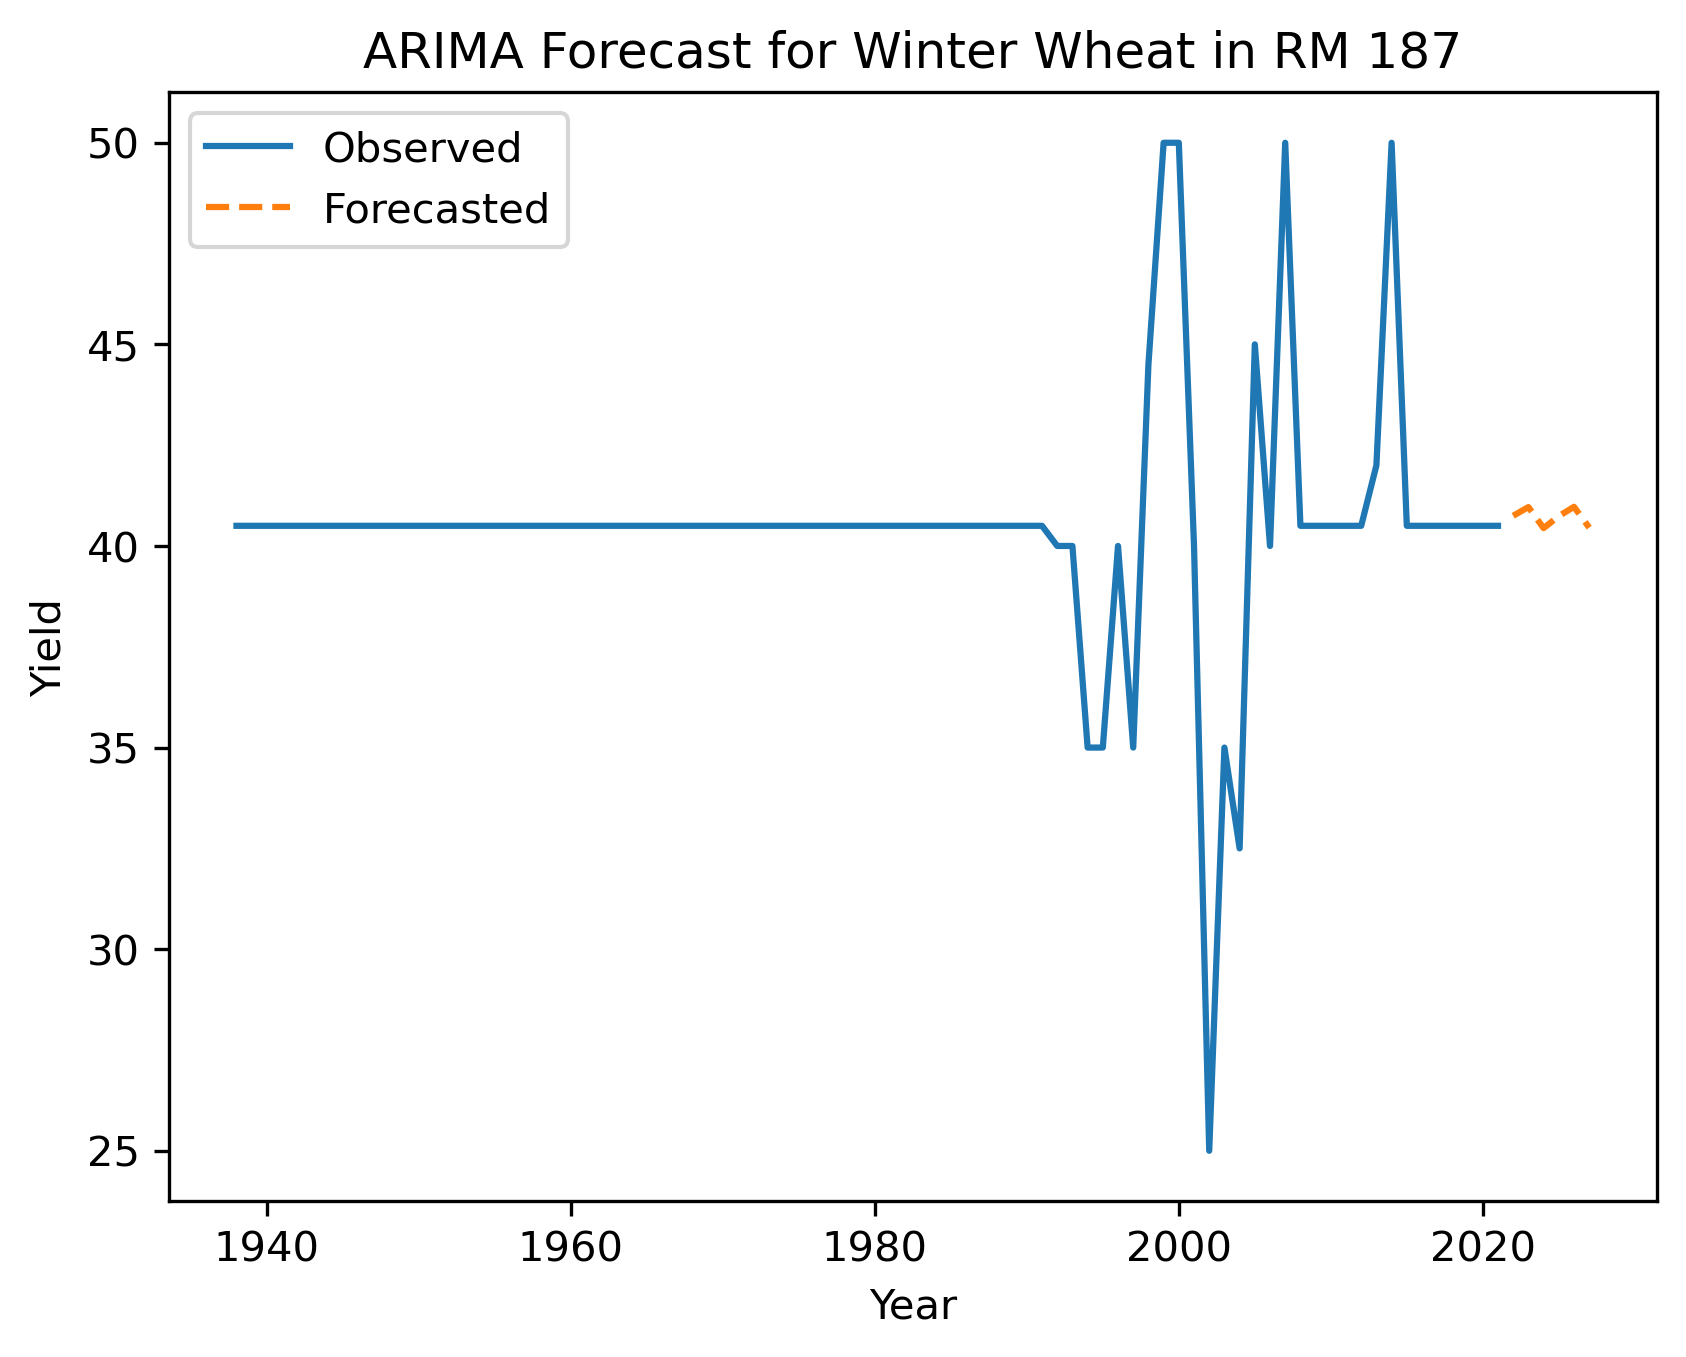 ARIMA Forecast for Winter Wheat in RM 187
Observed
Forecasted
50
45
40
35
30
25
Yield
1940 1960 1980 2000 2020
Year